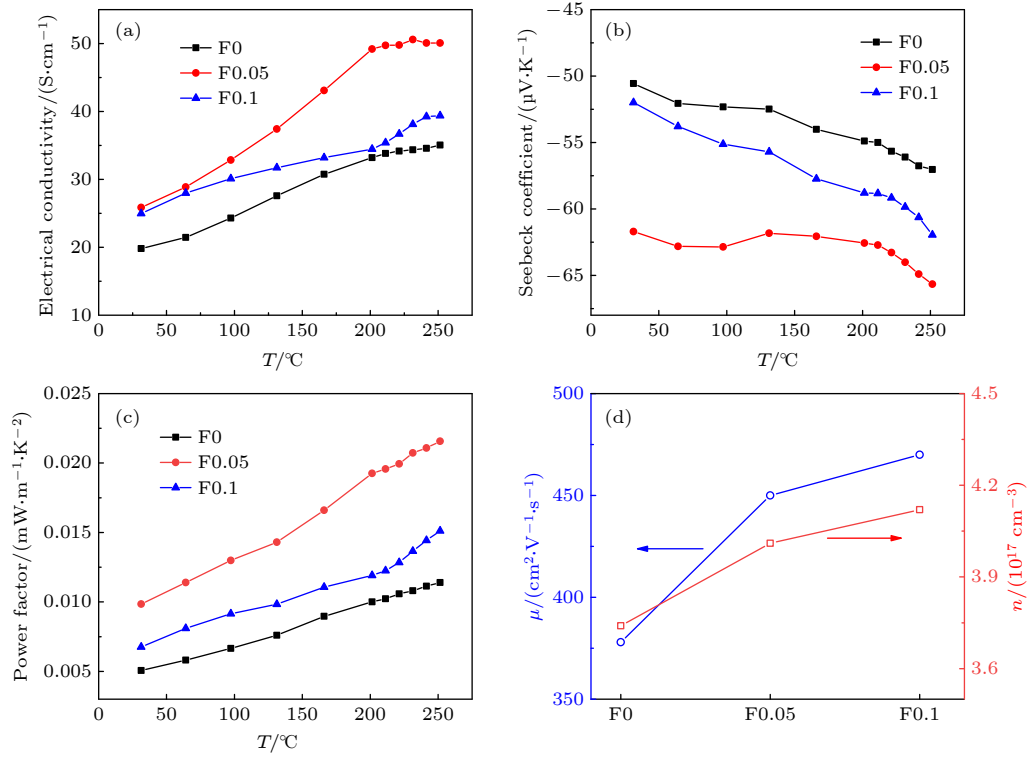 (a)
F0
F0.05
F0.1
Electrical conductivity/(S·cm⁻¹)
50
40
30
20
10
0 50 100 150 200 250
T/℃
(b)
F0
F0.05
F0.1
Seebeck coefficient/(µV·K⁻¹)
−45
−50
−55
−60
−65
0 50 100 150 200 250
T/℃
(c)
F0
F0.05
F0.1
Power factor/(mW·m⁻¹·K⁻²)
0.025
0.020
0.015
0.010
0.005
0 50 100 150 200 250
T/℃
(d)
µ/(cm²·V⁻¹·s⁻¹)
500
450
400
350
n/(10¹⁷ cm⁻³)
4.5
4.2
3.9
3.6
F0 F0.05 F0.1